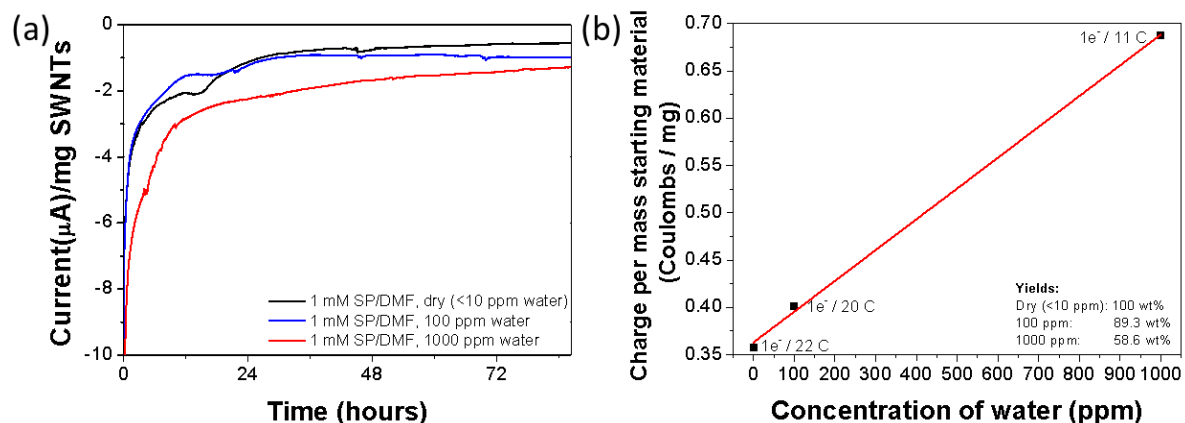 (a)
Current(μA)/mg SWNTs
0
-2
-4
-6
-8
-10
1 mM SP/DMF, dry (<10 ppm water)
1 mM SP/DMF, 100 ppm water
1 mM SP/DMF, 1000 ppm water
0 24 48 72
Time (hours)
(b)
Charge per mass starting material
(Coulombs / mg)
0.70
0.65
0.60
0.55
0.50
0.45
0.40
0.35
1e⁻ / 11 C
1e⁻ / 20 C
1e⁻ / 22 C
Yields:
Dry (<10 ppm): 100 wt%
100 ppm: 89.3 wt%
1000 ppm: 58.6 wt%
0 100 200 300 400 500 600 700 800 900 1000
Concentration of water (ppm)